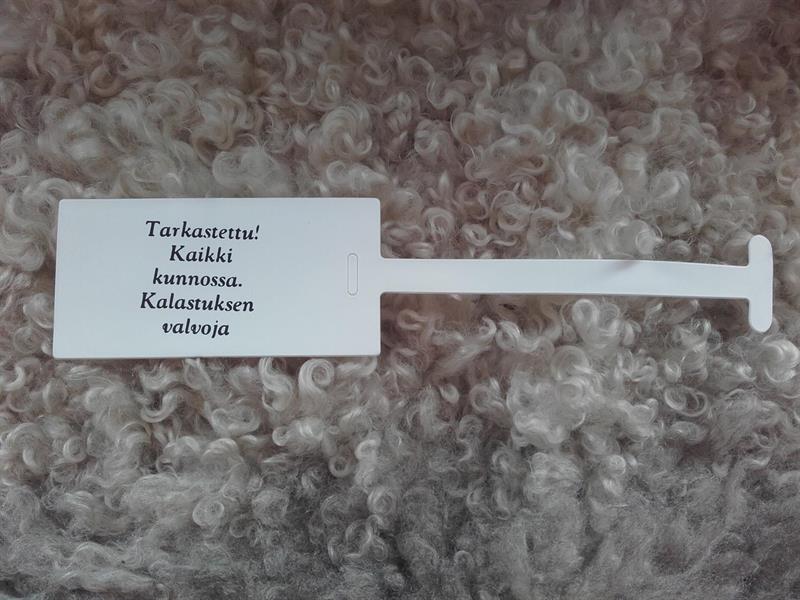 Tarkastettu!
Kaikki
kunnossa.
Kalastuksen
valvoja